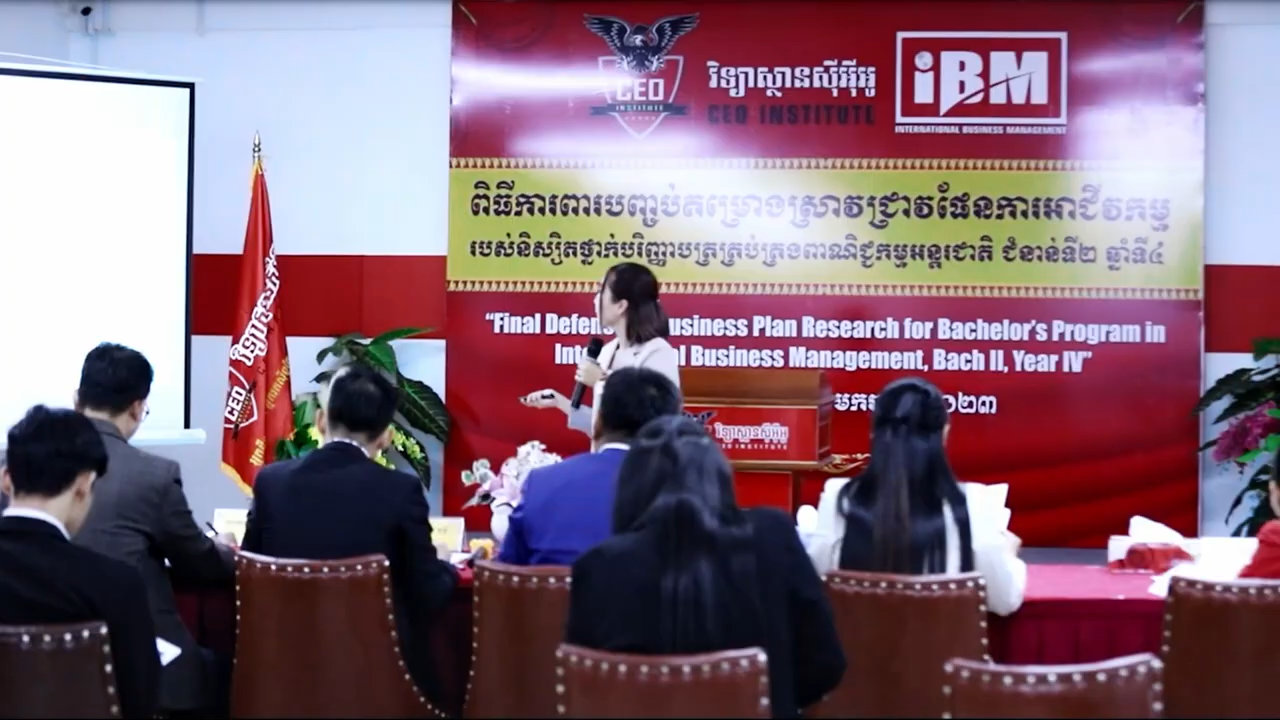 CEO
INSTITUTE
វិទ្យាស្ថានស៊ីអ៊ីអូ
CEO INSTITUTE
iBM
INTERNATIONAL BUSINESS MANAGEMENT
ពិធីការពារបញ្ចប់គម្រោងស្រាវជ្រាវផែនការអាជីវកម្ម
របស់និស្សិតថ្នាក់បរិញ្ញាបត្រគ្រប់គ្រងពាណិជ្ជកម្មអន្តរជាតិ ជំនាន់ទី២ ឆ្នាំទី៤
“Final Business Plan Research for Bachelor’s Program in
Business Management, Bach II, Year IV”
CEO
វិទ្យាស្ថានស៊ីអ៊ីអូ